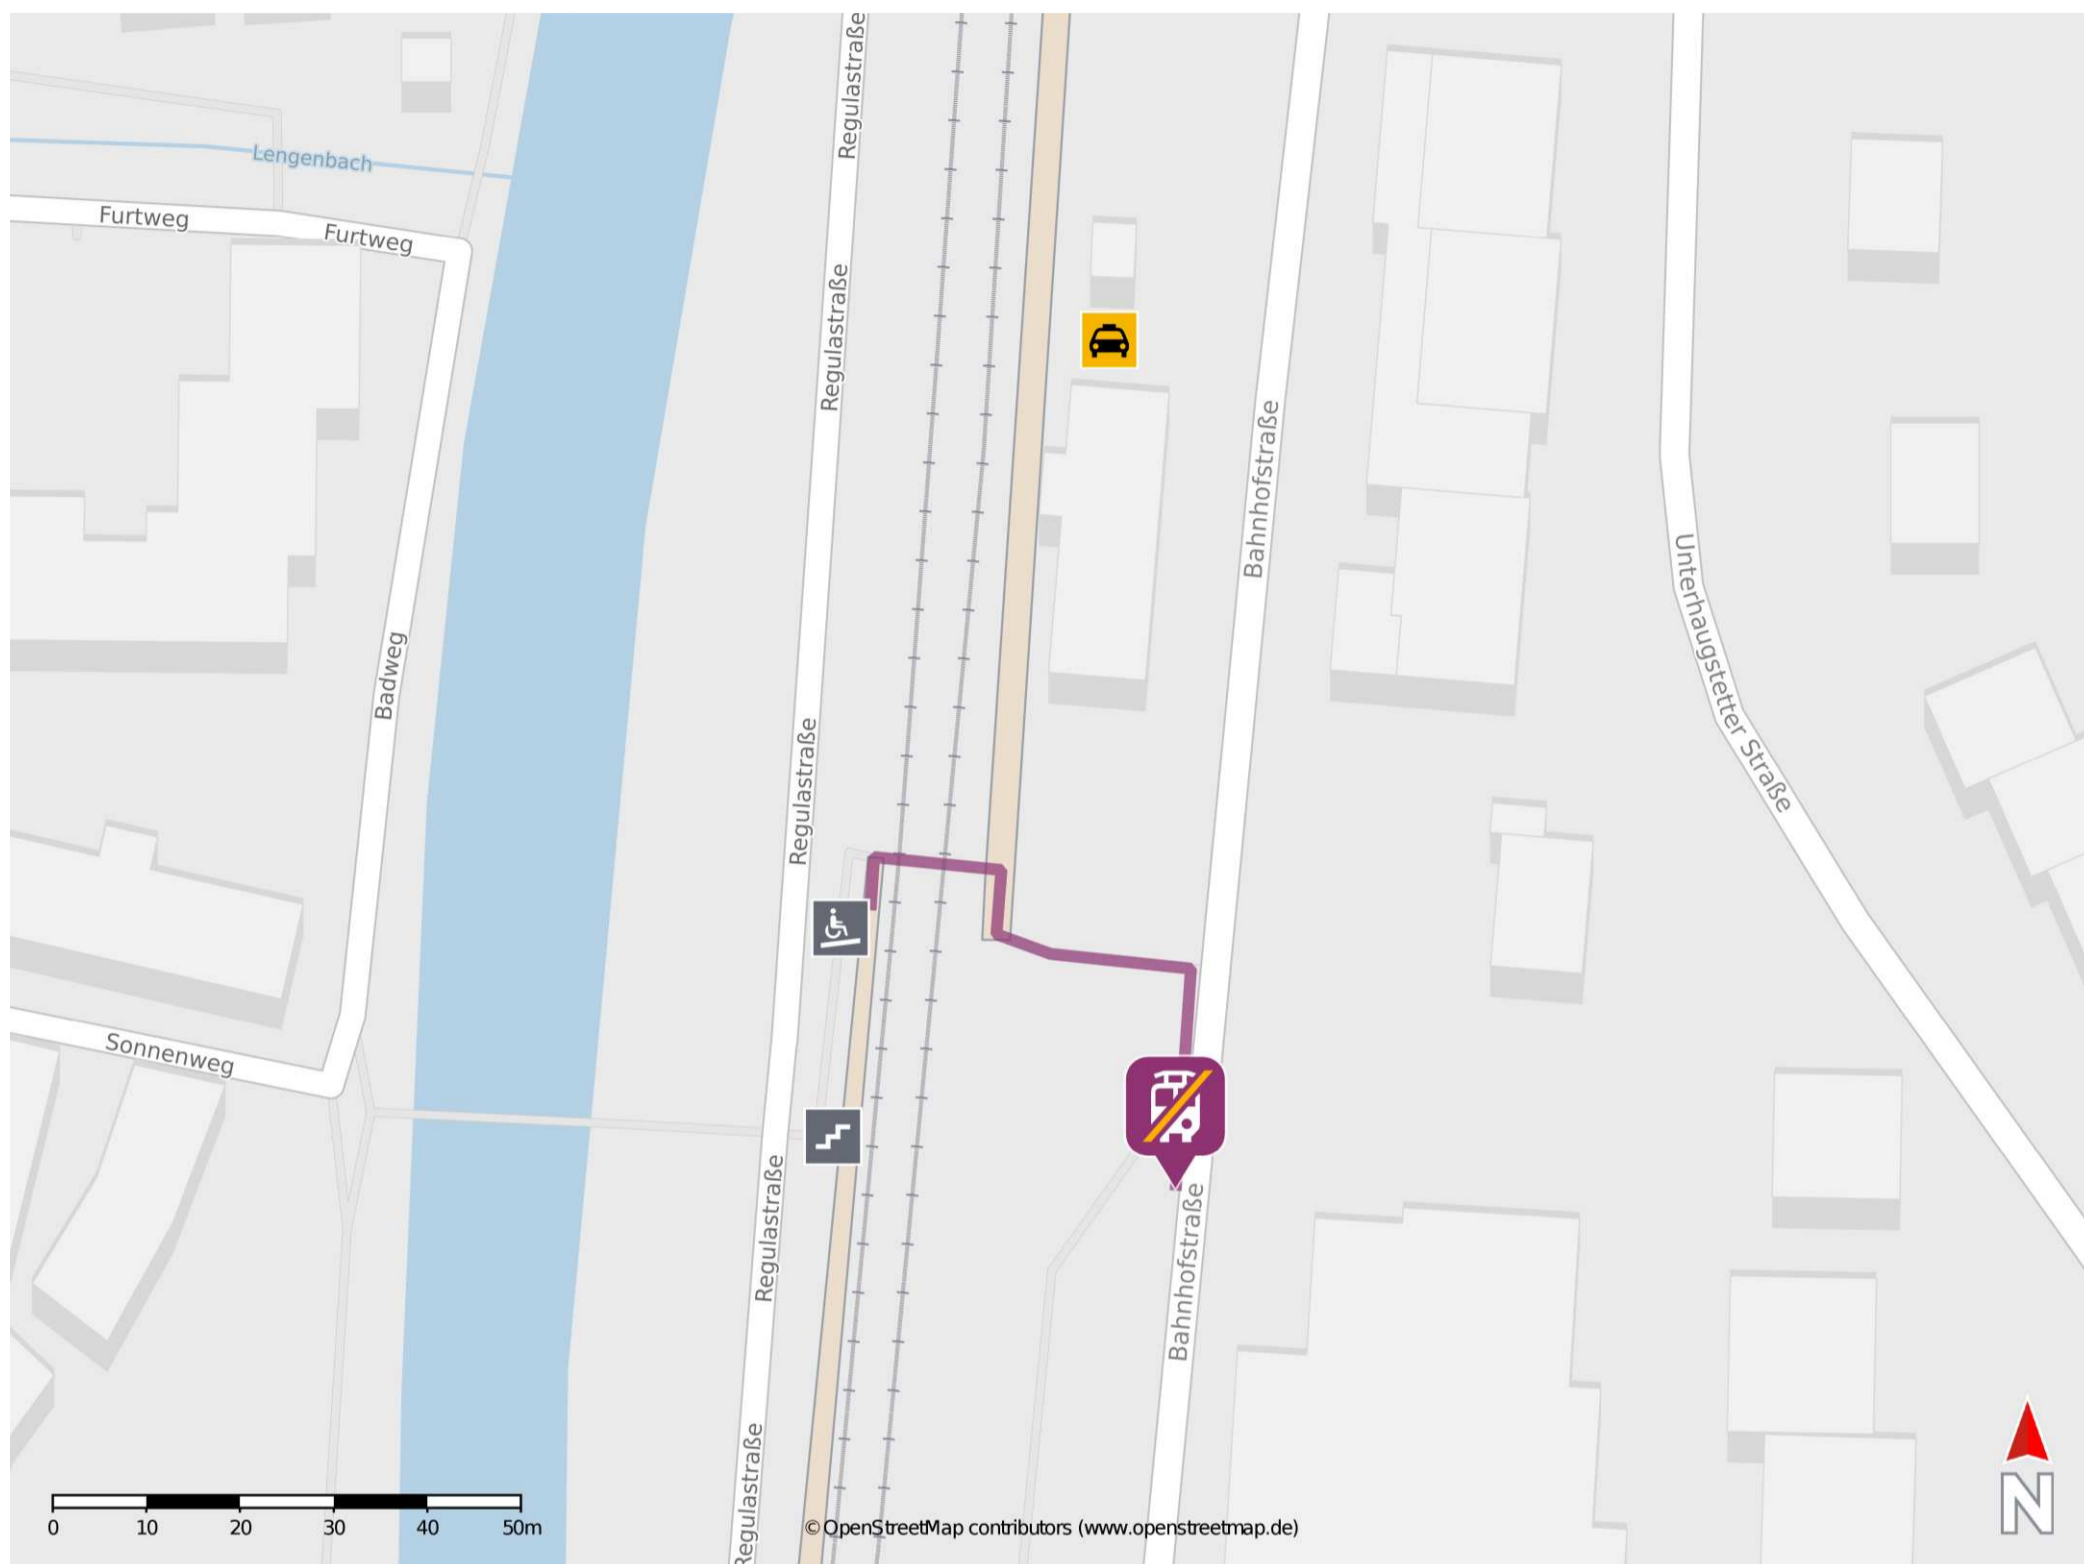 Regulastraße
Lengenbach
Furtweg
Furtweg
Regulastraße
Bahnhofstraße
Unterhaugstetter Straße
Badweg
Regulastraße
Sonnenweg
Regulastraße
Bahnhofstraße
Regulastraße
N
0 10 20 30 40 50m
© OpenStreetMap contributors (www.openstreetmap.de)